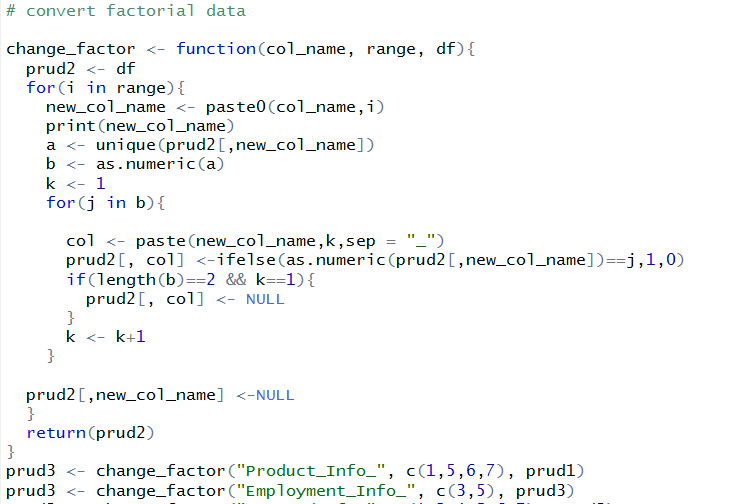 # convert factorial data
change_factor <- function(col_name, range, df){
prud2 <- df
for(i in range){
new_col_name <- paste0(col_name,i)
print(new_col_name)
a <- unique(prud2[,new_col_name])
b <- as.numeric(a)
k <- 1
for(j in b){
col <- paste(new_col_name,k,sep = "_")
prud2[, col] <-ifelse(as.numeric(prud2[,new_col_name])==j,1,0)
if(length(b)==2 && k==1){
prud2[, col] <- NULL
}
k <- k+1
}
prud2[,new_col_name] <-NULL
}
return(prud2)
}
prud3 <- change_factor("Product_Info_", c(1,5,6,7), prud1)
prud3 <- change_factor("Employment_Info_", c(3,5), prud3)